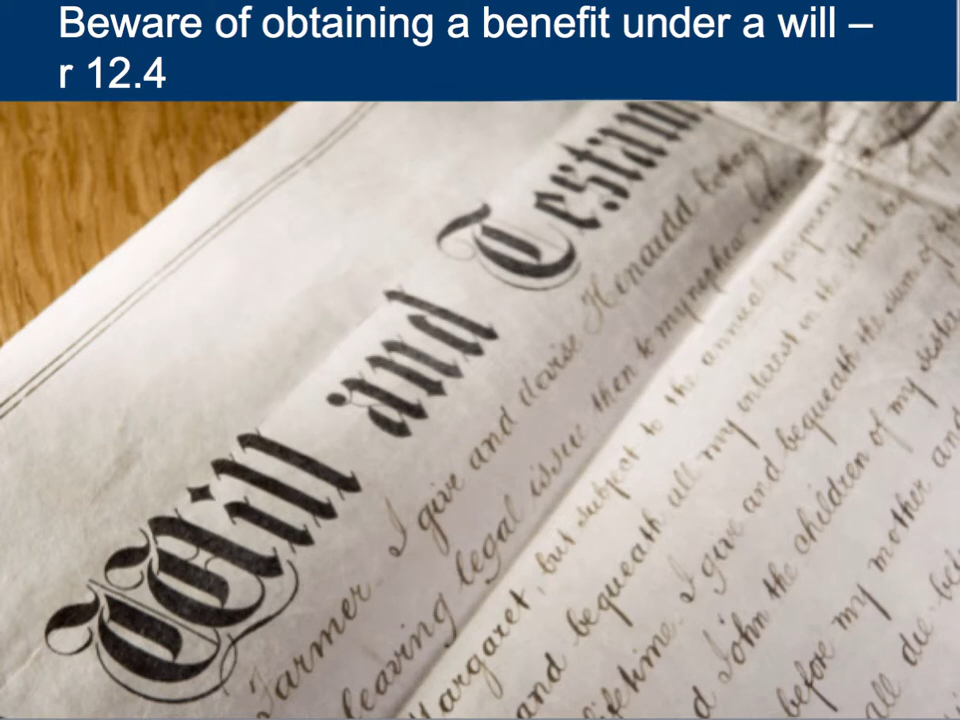 Beware of obtaining a benefit under a will –
r 12.4
Will and Testam
Farmer. I give and devise
leaving legal issue then to my nephew
Margaret, but subject to the annual payment
and bequeath all my interest in the
lifetime. I give and bequeath the sum of
d John the children of my sister
before my mother and
all die